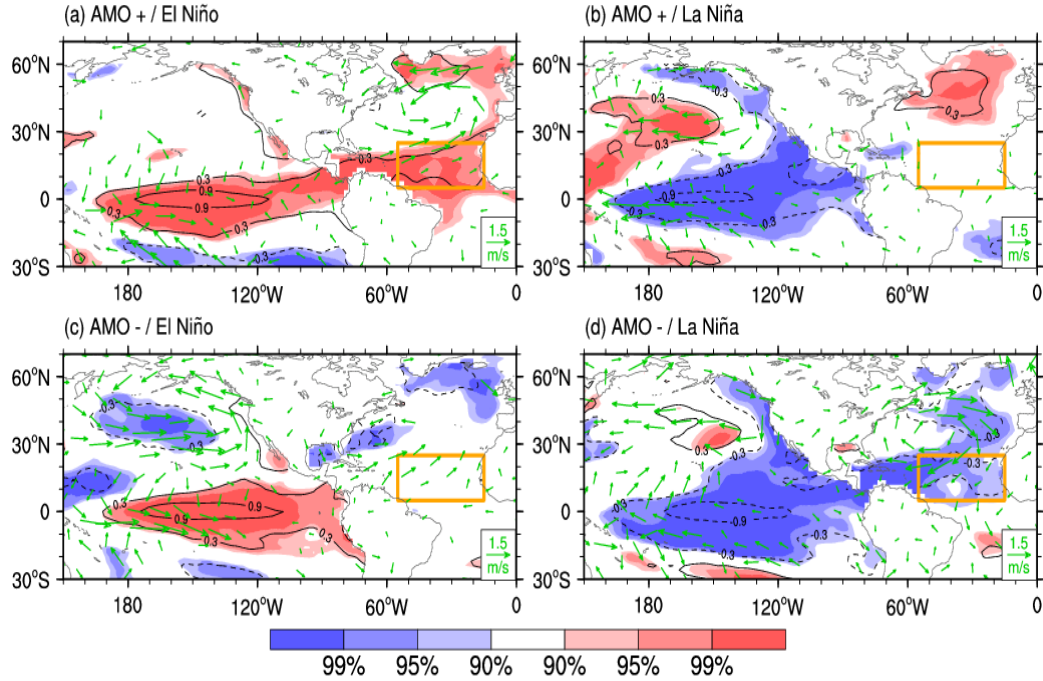 (a) AMO + / El Niño
(b) AMO + / La Niña
60°N
30°N
0
30°S
180
120°W
60°W
0
0.3
0.9
0.9
0.3
0.3
0.3
-0.3
1.5
m/s
60°N
30°N
0
30°S
180
120°W
60°W
0
-0.3
0.3
0.3
0.3
-0.3
-0.9
0.3
-0.3
1.5
m/s
(c) AMO - / El Niño
(d) AMO - / La Niña
60°N
30°N
0
30°S
180
120°W
60°W
0
-0.3
-0.3
0.3
0.9
0.9
0.3
1.5
m/s
60°N
30°N
0
30°S
180
120°W
60°W
0
0.3
-0.3
-0.3
-0.3
-0.3
-0.9
-0.3
1.5
m/s
99%
95%
90%
90%
95%
99%